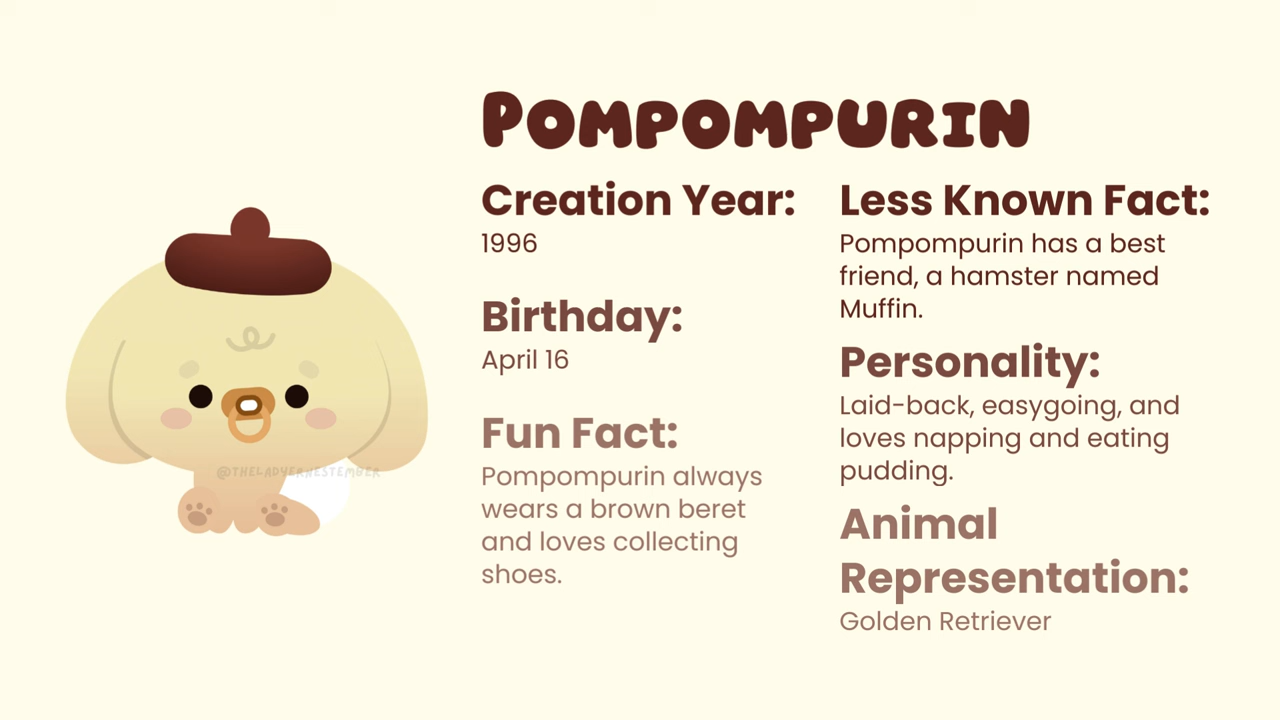 Pompompurin
Creation Year:
1996
Birthday:
April 16
Fun Fact:
Pompompurin always
wears a brown beret
and loves collecting
shoes.
Less Known Fact:
Pompompurin has a best
friend, a hamster named
Muffin.
Personality:
Laid-back, easygoing, and
loves napping and eating
pudding.
Animal
Representation:
Golden Retriever
@THELADYERNESTEMBER